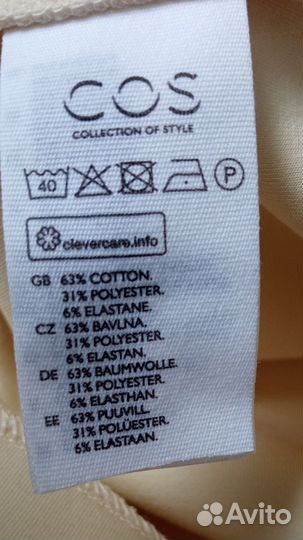 COS
COLLECTION OF STYLE
40 P
clevercare.info
GB 63% COTTON.
31% POLYESTER.
6% ELASTANE.
CZ 63% BAVLNA.
31% POLYESTER.
6% ELASTAN.
DE 63% BAUMWOLLE.
31% POLYESTER.
6% ELASTHAN.
EE 63% PUUVILL.
31% POLÜESTER.
6% ELASTAAN.
Avito